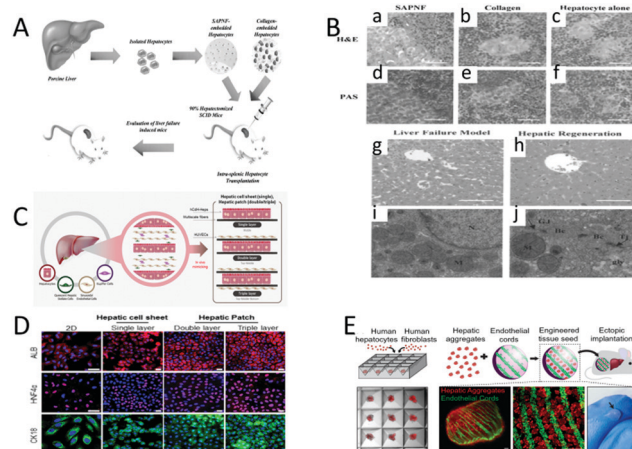 A
Porcine Liver
Isolated Hepatocytes
SAPNF-
embedded
Hepatocytes
Collagen-
embedded
Hepatocytes
90% Hepatectomized
SCID Mice
Evaluation of liver failure
induced mice
Intra-splenic Hepatocyte
Transplantation
B
SAPNF
Collagen
Hepatocyte alone
H&E
a
b
c
PAS
d
e
f
Liver Failure Model
Hepatic Regeneration
g
h
i
j
C
Hepatic cell sheet (single),
Hepatic patch (double/triple)
Single layer
Double layer
Triple layer
D
Hepatic cell sheet
Hepatic Patch
2D
Single layer
Double layer
Triple layer
ALB
HNF4α
CK18
E
Human
hepatocytes
Human
fibroblasts
Hepatic
aggregates
Endothelial
cords
Engineered
tissue seed
Ectopic
implantation
Hepatic Aggregates
Endothelial Cords